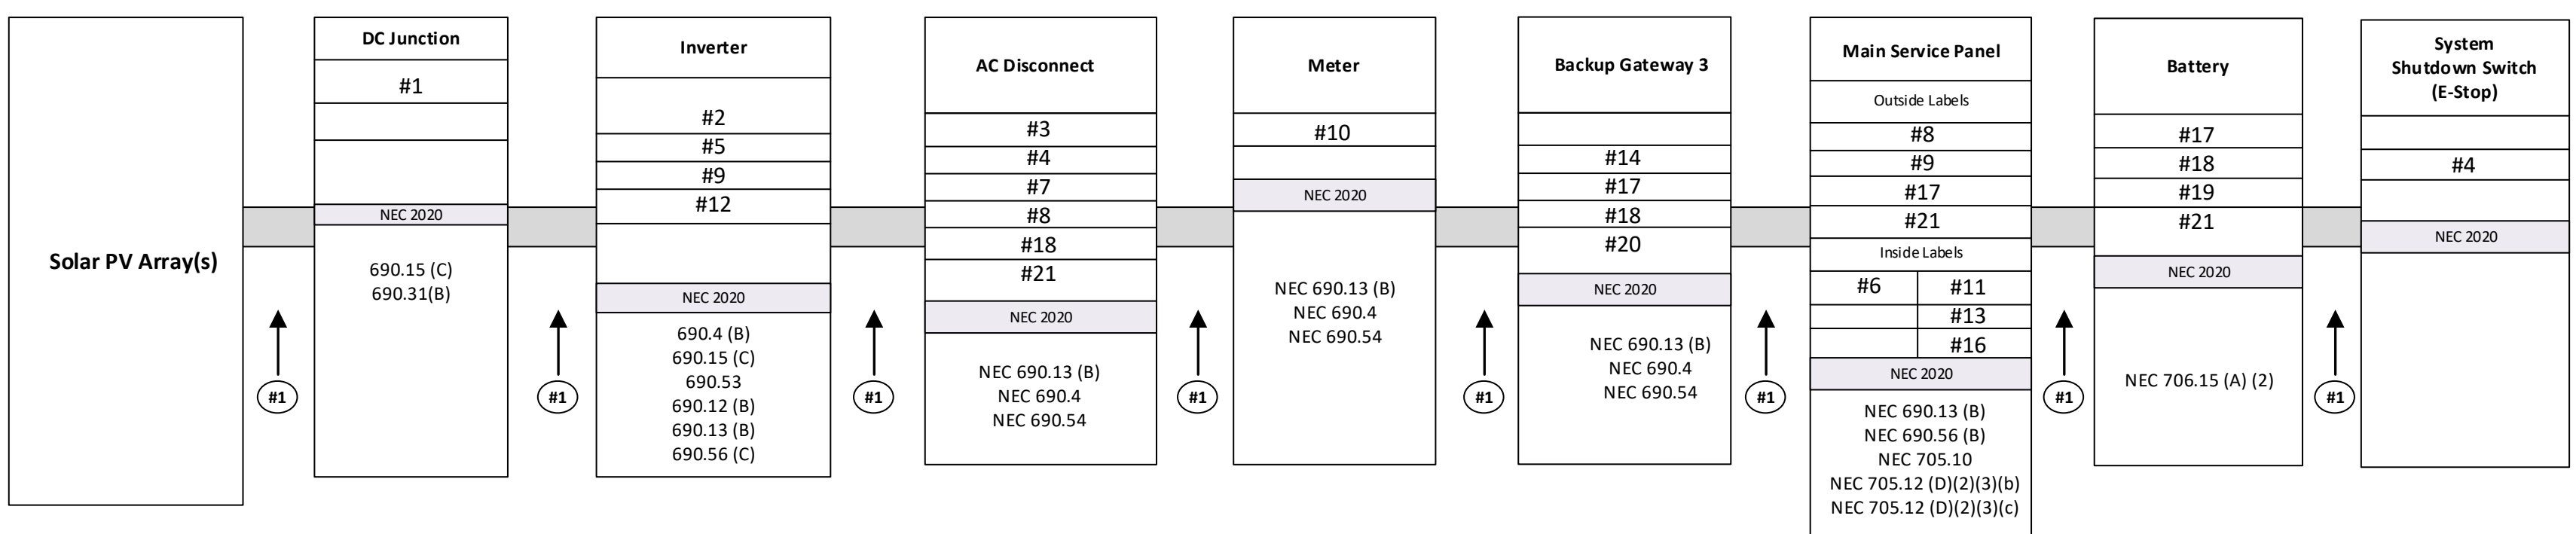 Solar PV Array(s)
#1
DC Junction
#1
NEC 2020
690.15 (C)
690.31(B)
#1
Inverter
#2
#5
#9
#12
NEC 2020
690.4 (B)
690.15 (C)
690.53
690.12 (B)
690.13 (B)
690.56 (C)
#1
AC Disconnect
#3
#4
#7
#8
#18
#21
NEC 2020
NEC 690.13 (B)
NEC 690.4
NEC 690.54
#1
Meter
#10
NEC 2020
NEC 690.13 (B)
NEC 690.4
NEC 690.54
#1
Backup Gateway 3
#14
#17
#18
#20
NEC 2020
NEC 690.13 (B)
NEC 690.4
NEC 690.54
#1
Main Service Panel
Outside Labels
#8
#9
#17
#21
Inside Labels
#6 #11
#13
#16
NEC 2020
NEC 690.13 (B)
NEC 690.56 (B)
NEC 705.10
NEC 705.12 (D)(2)(3)(b)
NEC 705.12 (D)(2)(3)(c)
#1
Battery
#17
#18
#19
#21
NEC 2020
NEC 706.15 (A) (2)
#1
System
Shutdown Switch
(E-Stop)
#4
NEC 2020